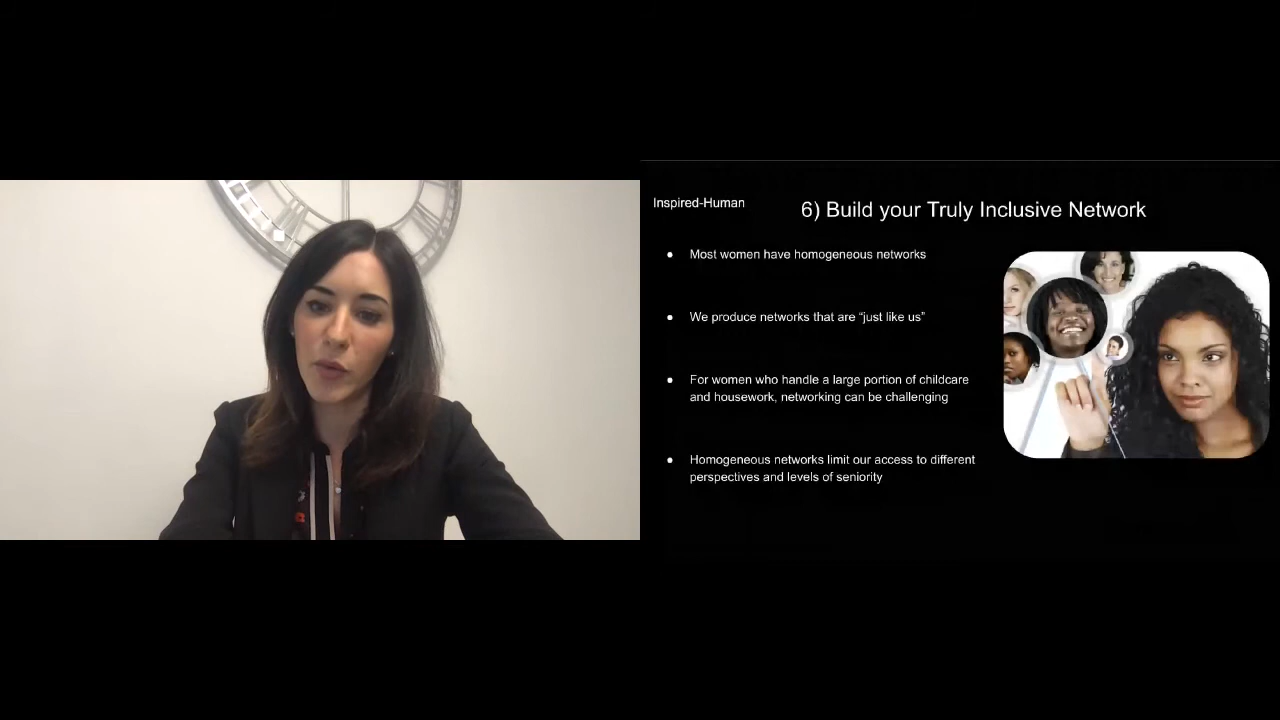 Inspired-Human
6) Build your Truly Inclusive Network
● Most women have homogeneous networks
● We produce networks that are “just like us”
● For women who handle a large portion of childcare
and housework, networking can be challenging
● Homogeneous networks limit our access to different
perspectives and levels of seniority